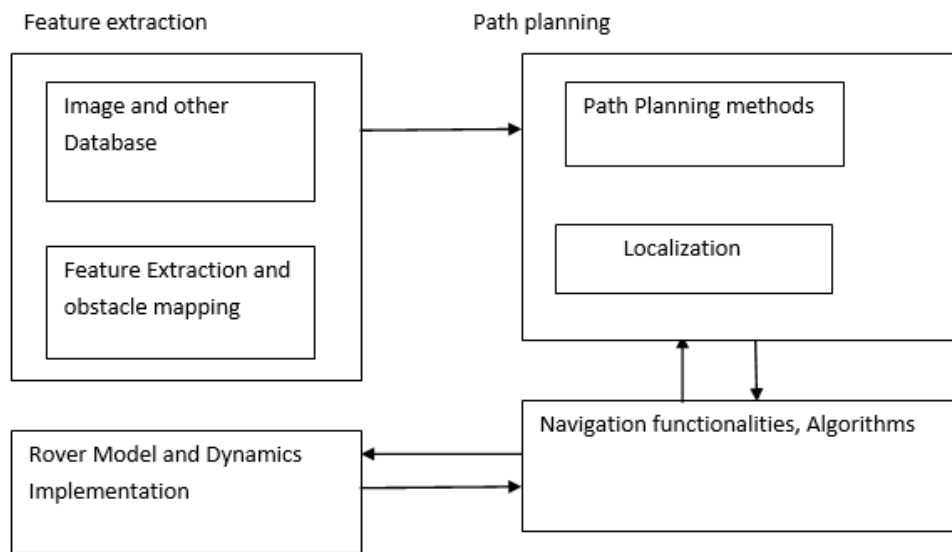 Feature extraction
Path planning
Image and other
Database
Path Planning methods
Feature Extraction and
obstacle mapping
Localization
Navigation functionalities, Algorithms
Rover Model and Dynamics
Implementation